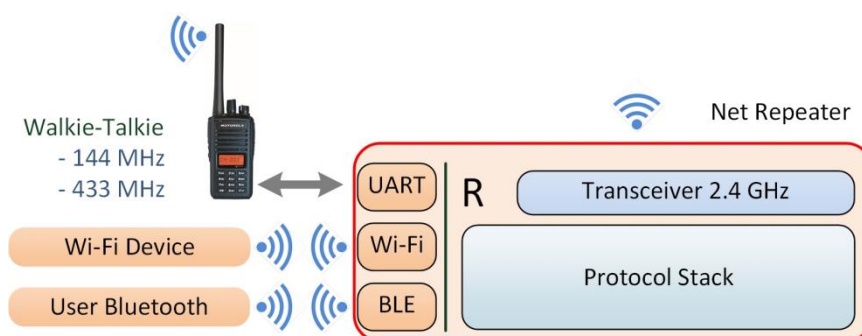 Net Repeater
Walkie-Talkie
- 144 MHz
- 433 MHz
MOTOROLA
UART
R
Transceiver 2.4 GHz
Wi-Fi Device
Wi-Fi
Protocol Stack
User Bluetooth
BLE